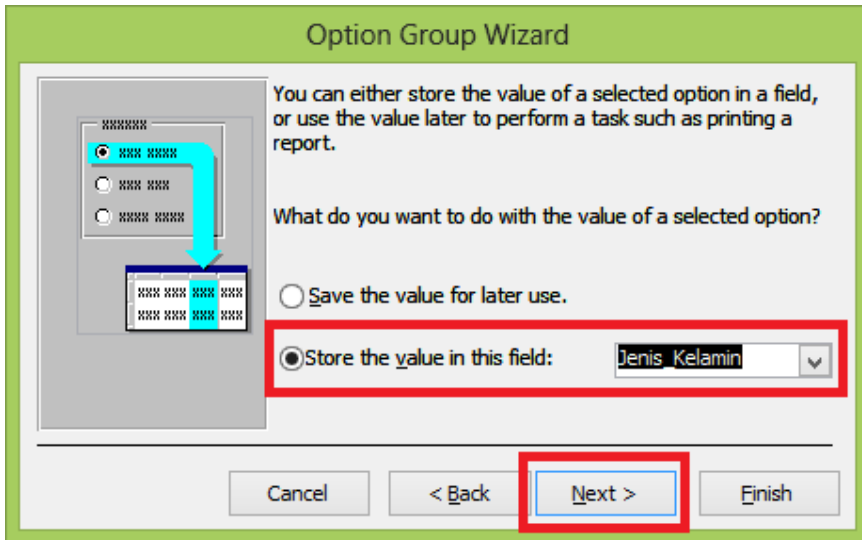 Option Group Wizard
You can either store the value of a selected option in a field,
or use the value later to perform a task such as printing a
report.
What do you want to do with the value of a selected option?
Save the value for later use.
Store the value in this field: Jenis_Kelamin
Cancel < Back Next > Finish